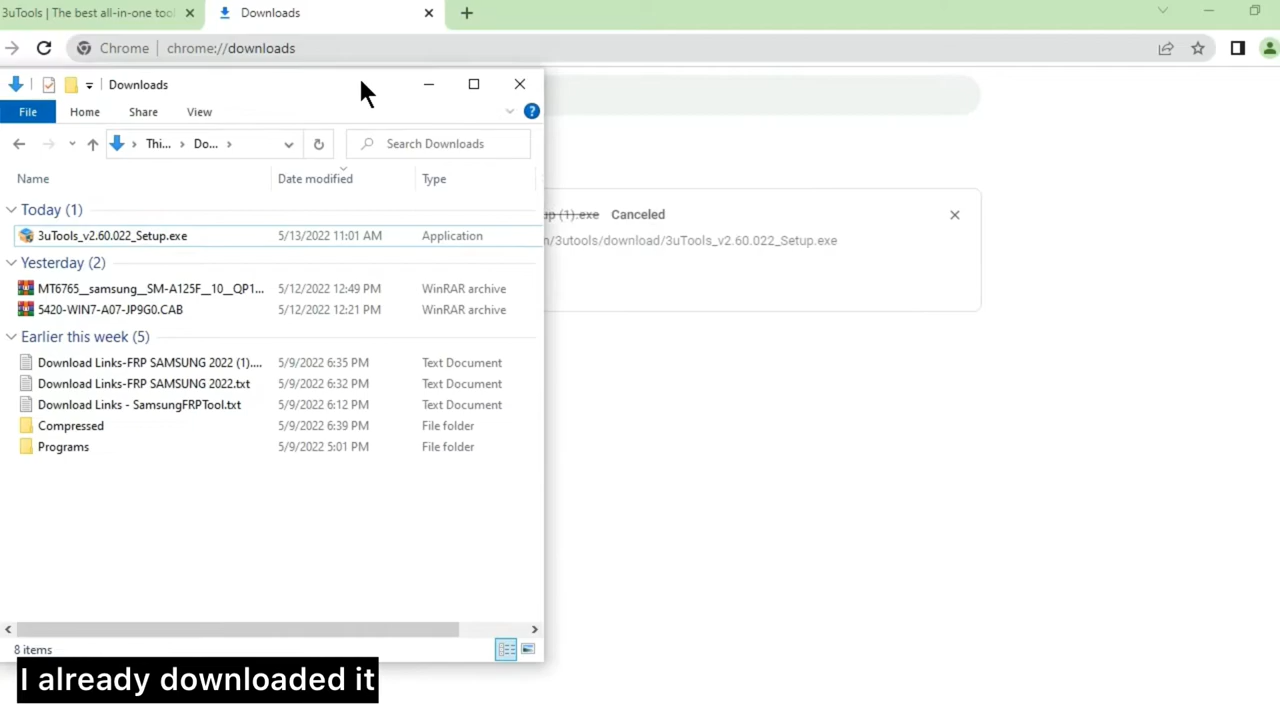 3uTools | The best all-in-one tool
Downloads
Chrome
chrome://downloads
Downloads
File
Home
Share
View
Thi...
Do...
Search Downloads
Name
Date modified
Type
Today (1)
3uTools_v2.60.022_Setup.exe 5/13/2022 11:01 AM Application
Yesterday (2)
MT6765__samsung__SM-A125F__10__QP1... 5/12/2022 12:49 PM WinRAR archive
5420-WIN7-A07-JP9G0.CAB 5/12/2022 12:21 PM WinRAR archive
Earlier this week (5)
Download Links-FRP SAMSUNG 2022 (1).... 5/9/2022 6:35 PM Text Document
Download Links-FRP SAMSUNG 2022.txt 5/9/2022 6:32 PM Text Document
Download Links - SamsungFRPTool.txt 5/9/2022 6:12 PM Text Document
Compressed 5/9/2022 6:39 PM File folder
Programs 5/9/2022 5:01 PM File folder
8 items
up (1).exe Canceled
n/3utools/download/3uTools_v2.60.022_Setup.exe
I already downloaded it